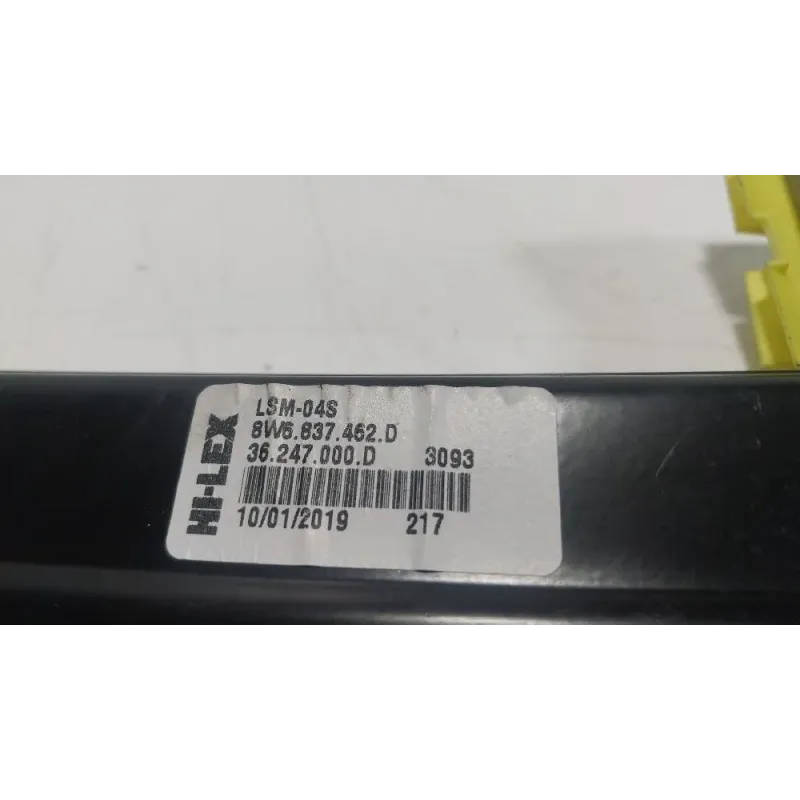 HI-LEX
LSM-04S
8W6.837.462.D
36.247.000.D 3093
10/01/2019 217